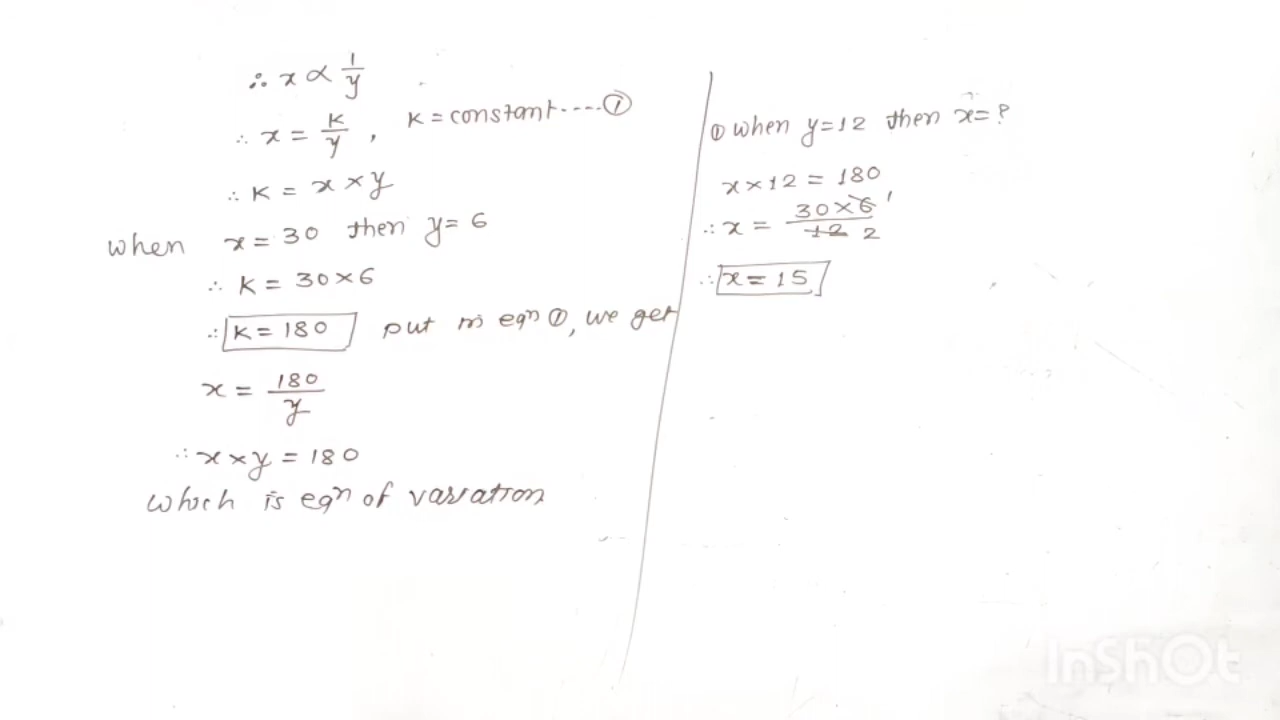 ∴ x ∝ 1/y
∴ x = K/y, K = constant ---- ①
∴ K = x × y
when x = 30 then y = 6
∴ K = 30 × 6
∴ K = 180 put in eqn ①, we get
x = 180/y
∴ x × y = 180
which is eqn of variation
① when y = 12 then x = ?
x × 12 = 180
∴ x = 30 × 6 1 / 12 2
∴ x = 15
InShOt